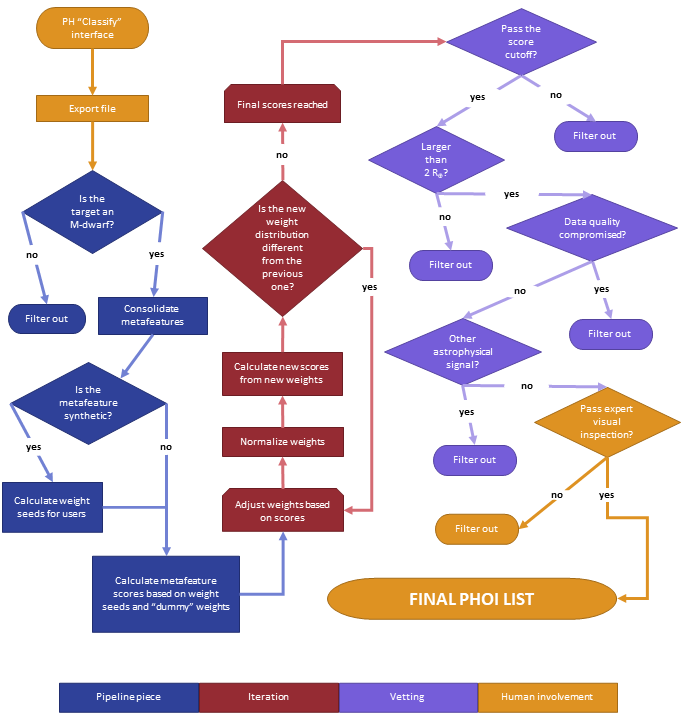 PH “Classify”
interface
Export file
Is the
target an
M-dwarf?
no
yes
Filter out
Consolidate
metafeatures
Is the
metafeature
synthetic?
yes
no
Calculate weight
seeds for users
Calculate metafeature
scores based on weight
seeds and “dummy” weights
Final scores reached
no
Is the new
weight
distribution
different
from the
previous
one?
yes
Calculate new scores
from new weights
Normalize weights
Adjust weights based
on scores
Pass the
score
cutoff?
yes
no
Filter out
Larger
than
2 R⊕?
yes
no
Filter out
Data quality
compromised?
no
yes
Filter out
Other
astrophysical
signal?
no
yes
Filter out
Pass expert
visual
inspection?
no
yes
Filter out
FINAL PHOI LIST
Pipeline piece
Iteration
Vetting
Human involvement